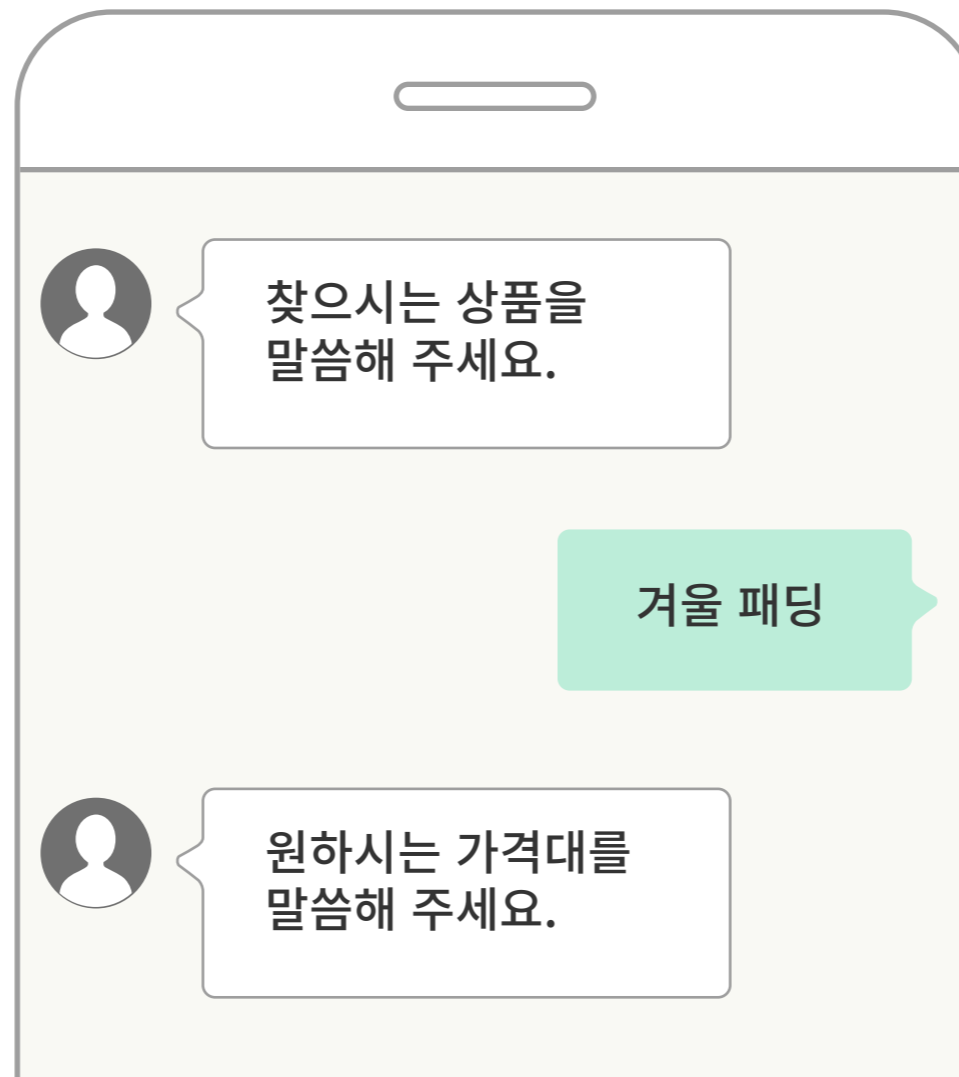 찾으시는 상품을
말씀해 주세요.
겨울 패딩
원하시는 가격대를
말씀해 주세요.